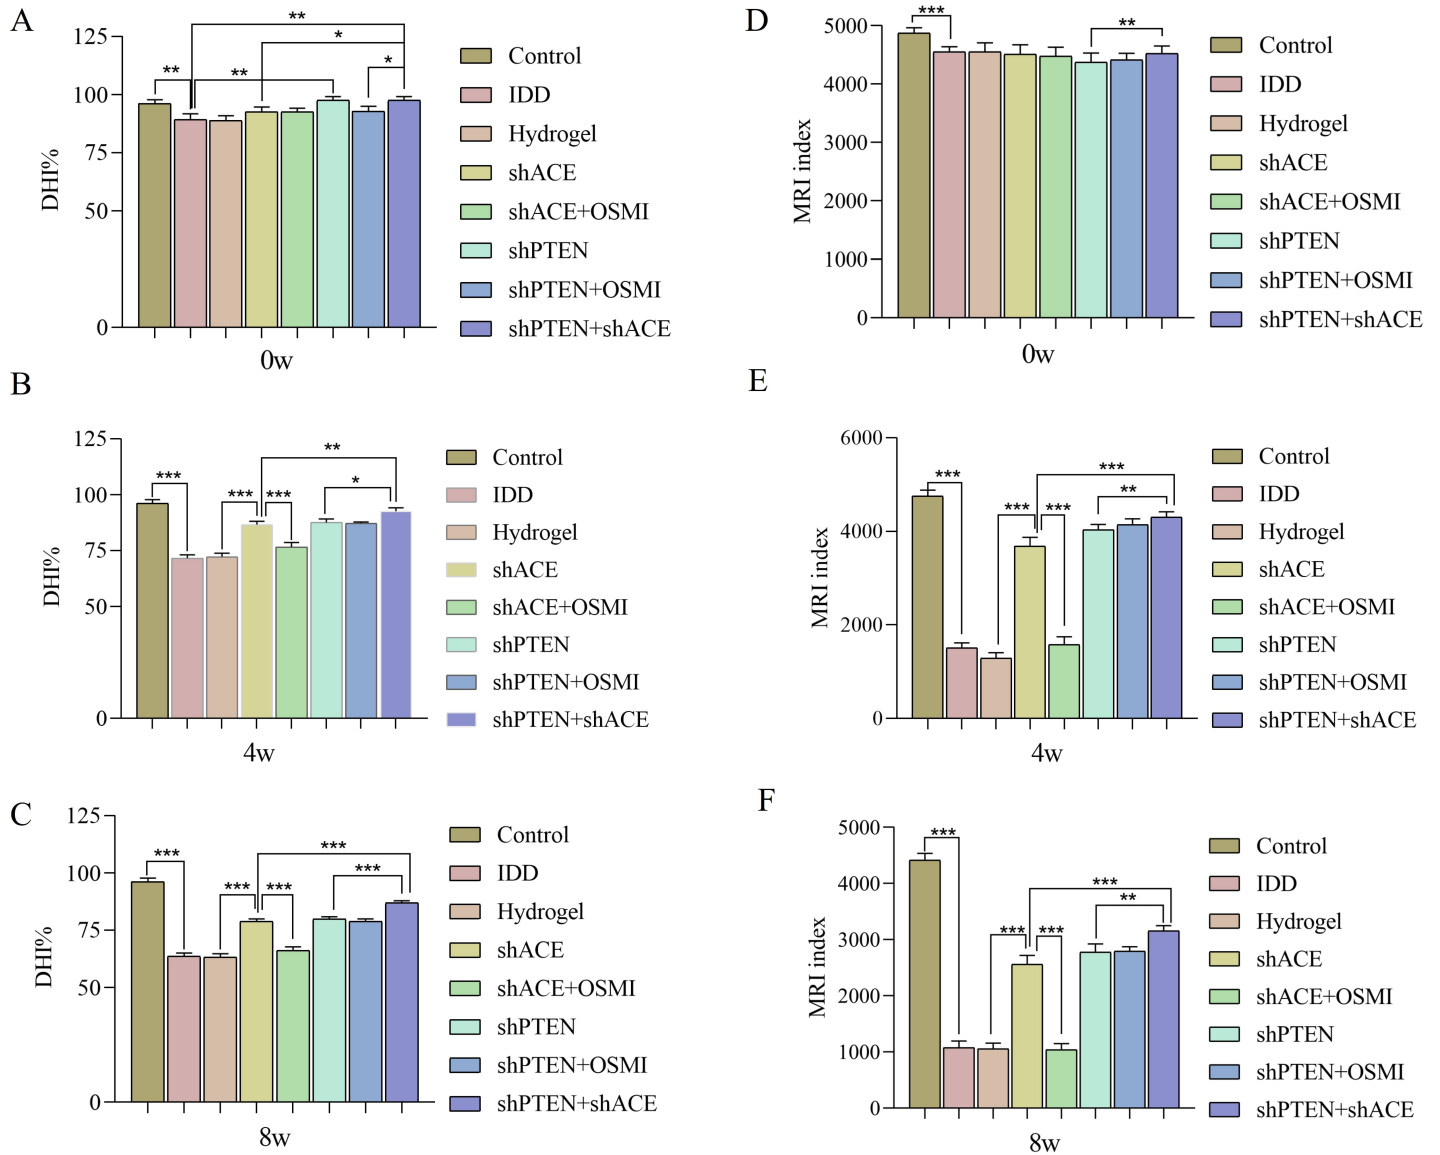 A
125
100
75
50
0
DHI%
**
**
**
*
*
0w
Control
IDD
Hydrogel
shACE
shACE+OSMI
shPTEN
shPTEN+OSMI
shPTEN+shACE
D
5000
4000
3000
2000
1000
0
MRI index
***
**
0w
Control
IDD
Hydrogel
shACE
shACE+OSMI
shPTEN
shPTEN+OSMI
shPTEN+shACE
B
125
100
75
50
0
DHI%
***
***
***
**
*
4w
Control
IDD
Hydrogel
shACE
shACE+OSMI
shPTEN
shPTEN+OSMI
shPTEN+shACE
E
6000
4000
2000
0
MRI index
***
***
***
***
**
4w
Control
IDD
Hydrogel
shACE
shACE+OSMI
shPTEN
shPTEN+OSMI
shPTEN+shACE
C
125
100
75
50
0
DHI%
***
***
***
***
***
8w
Control
IDD
Hydrogel
shACE
shACE+OSMI
shPTEN
shPTEN+OSMI
shPTEN+shACE
F
5000
4000
3000
2000
1000
0
MRI index
***
***
***
***
**
8w
Control
IDD
Hydrogel
shACE
shACE+OSMI
shPTEN
shPTEN+OSMI
shPTEN+shACE